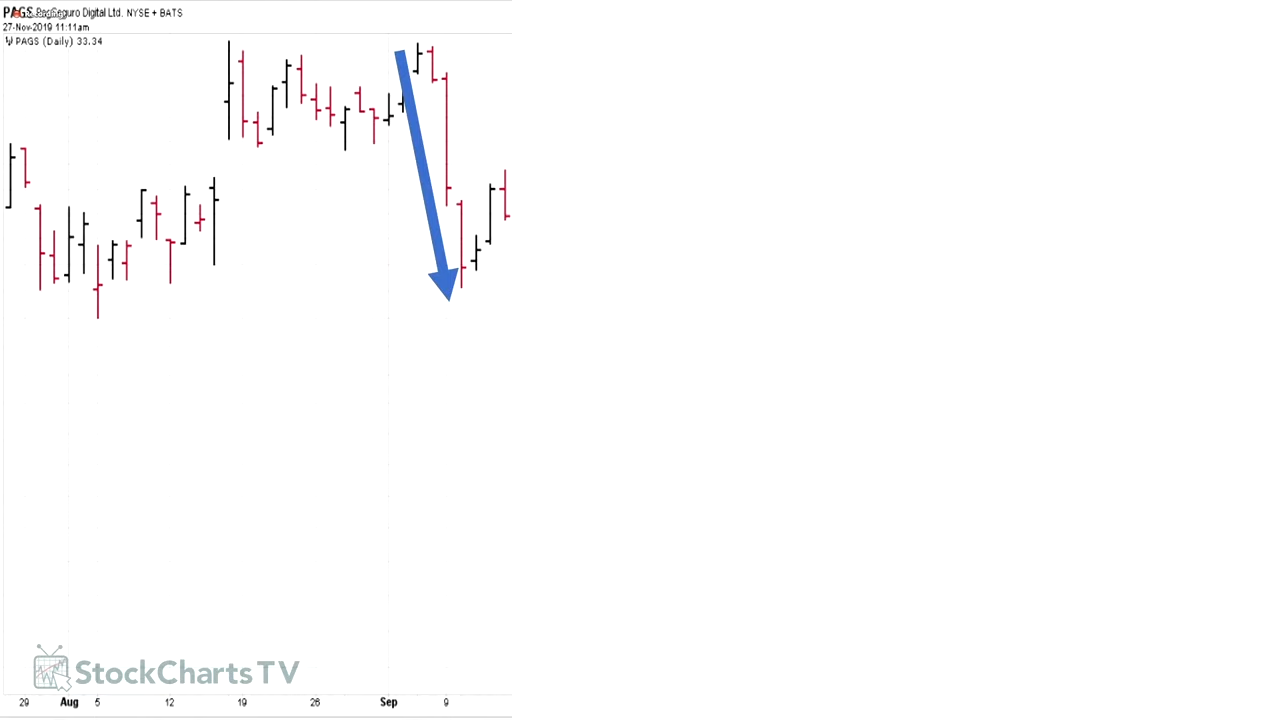 PAGS PagSeguro Digital Ltd. NYSE + BATS
27-Nov-2019 11:11am
PAGS (Daily) 33.34
StockCharts TV
29 Aug 5 12 19 26 Sep 9